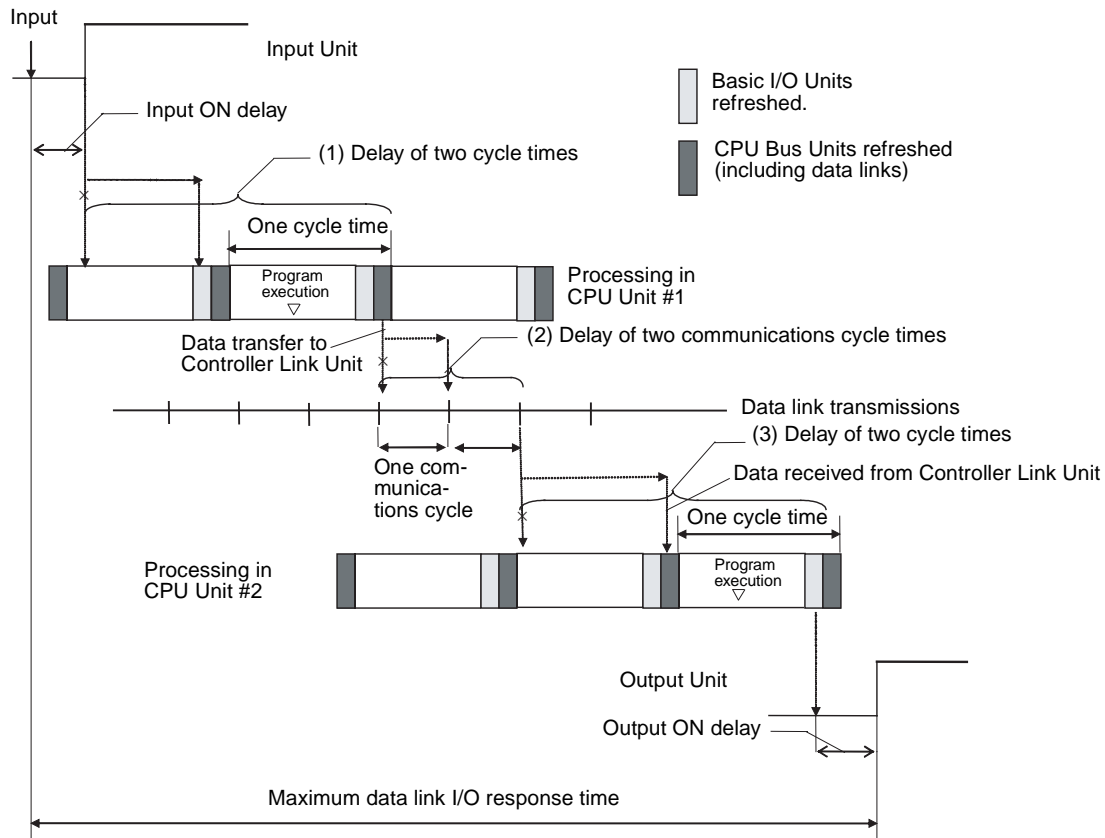 Input
Input Unit
Basic I/O Units
refreshed.
Input ON delay
CPU Bus Units refreshed
(including data links)
(1) Delay of two cycle times
One cycle time
Program
execution
Processing in
CPU Unit #1
Data transfer to
Controller Link Unit
(2) Delay of two communications cycle times
Data link transmissions
(3) Delay of two cycle times
One com-
munica-
tions cycle
Data received from Controller Link Unit
One cycle time
Processing in
CPU Unit #2
Program
execution
Output Unit
Output ON delay
Maximum data link I/O response time